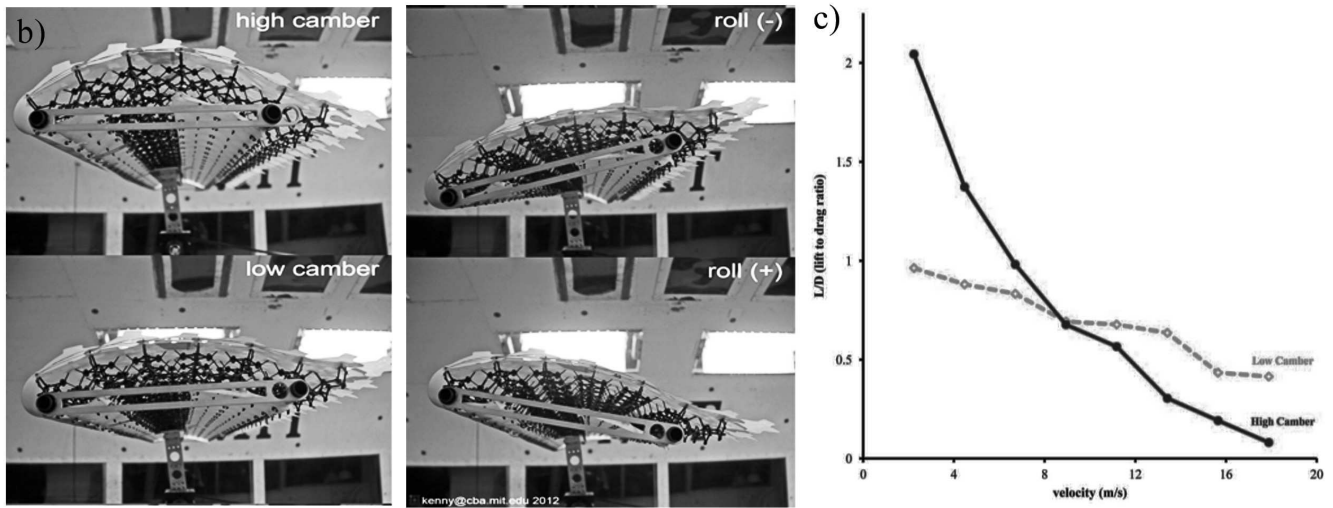 b)
high camber
roll (-)
low camber
roll (+)
kenny@cba.mit.edu 2012
c)
L/D (lift to drag ratio)
2
1.5
1
0.5
0
Low Camber
High Camber
0 4 8 12 16 20
velocity (m/s)